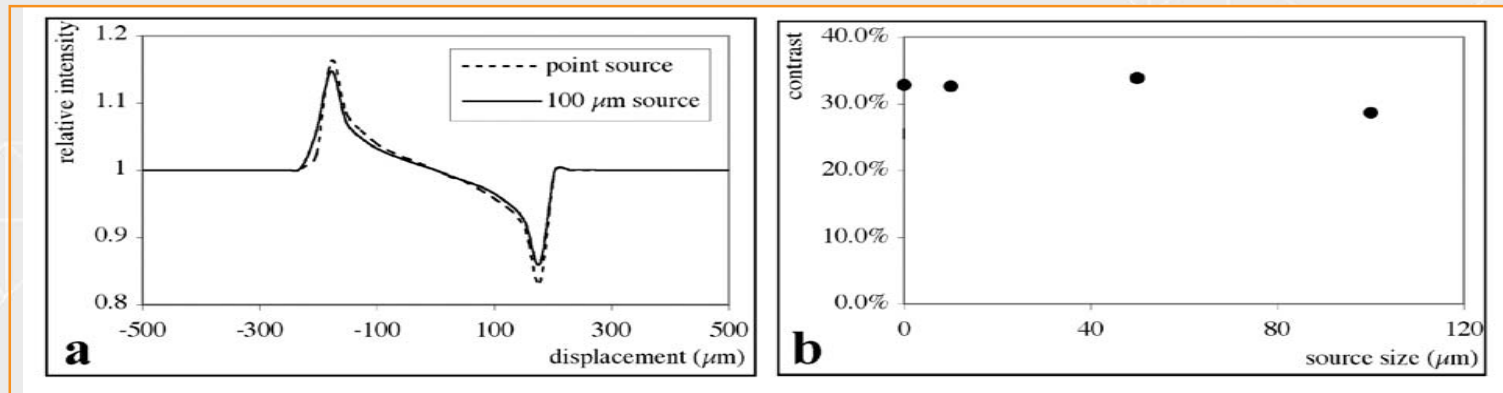 1.2
1.1
1
0.9
0.8
relative intensity
point source
100 μm source
-500
-300
-100
100
300
500
a
displacement (μm)
40.0%
30.0%
20.0%
10.0%
0.0%
contrast
0
40
80
120
b
source size (μm)